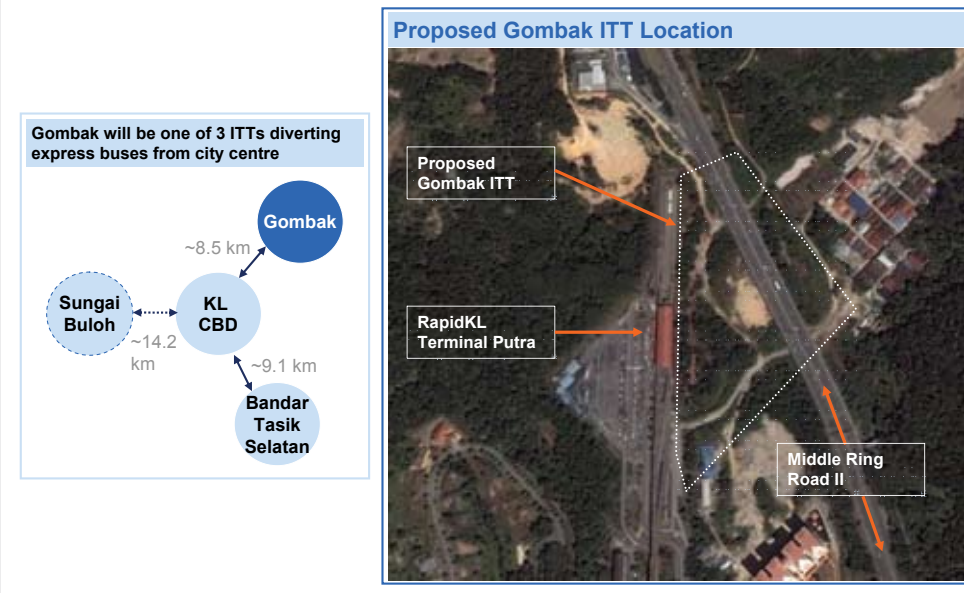 Proposed Gombak ITT Location
Gombak will be one of 3 ITTs diverting
express buses from city centre
Gombak
~8.5 km
Sungai
Buloh
KL
CBD
~14.2
km
~9.1 km
Bandar
Tasik
Selatan
Proposed
Gombak ITT
RapidKL
Terminal Putra
Middle Ring
Road II